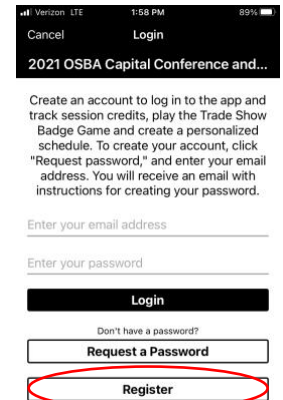 Verizon LTE 1:58 PM 89%
Cancel Login
2021 OSBA Capital Conference and...
Create an account to log in to the app and
track session credits, play the Trade Show
Badge Game and create a personalized
schedule. To create your account, click
"Request password," and enter your email
address. You will receive an email with
instructions for creating your password.
Enter your email address
Enter your password
Login
Don't have a password?
Request a Password
Register